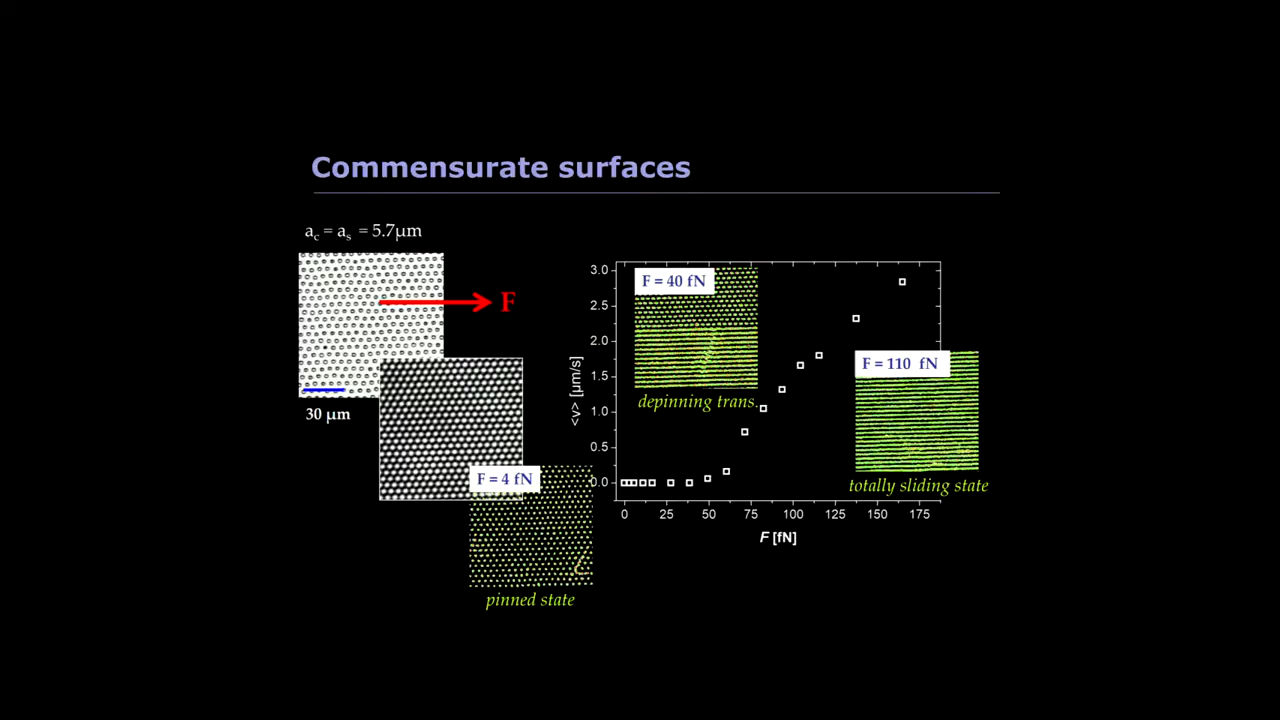 Commensurate surfaces
a_c = a_s = 5.7µm
F
30 µm
F = 4 fN
pinned state
F = 40 fN
depinning trans.
F = 110 fN
totally sliding state
<v> [µm/s]
3.0
2.5
2.0
1.5
1.0
0.5
0.0
0 25 50 75 100 125 150 175
F [fN]